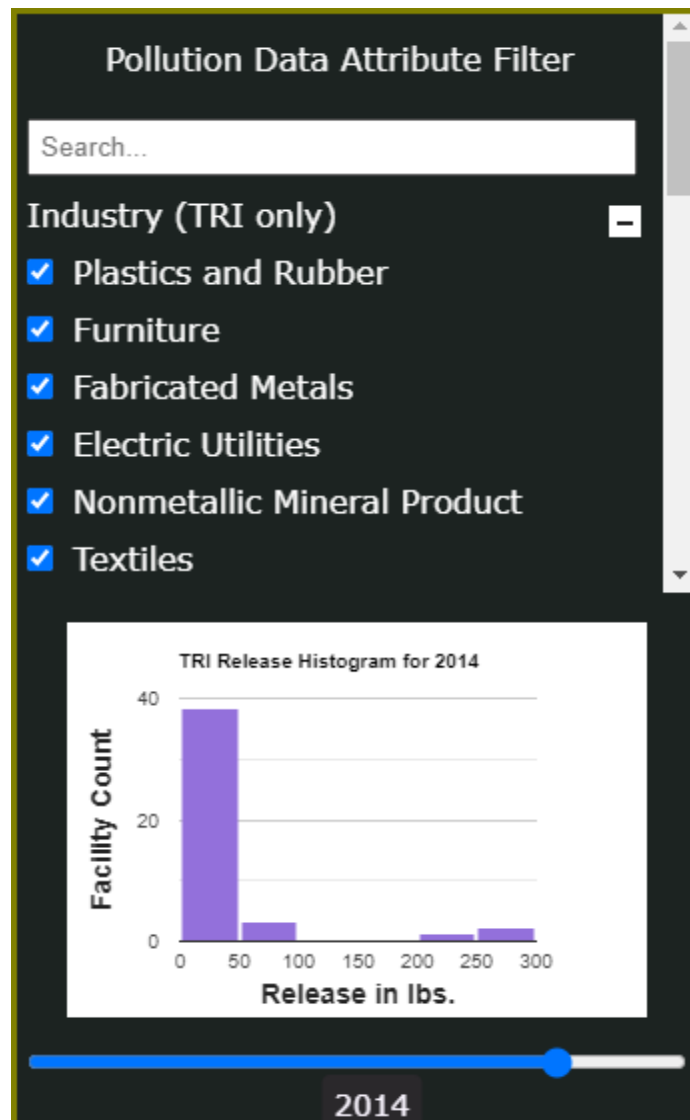 Pollution Data Attribute Filter
Search...
Industry (TRI only)
Plastics and Rubber
Furniture
Fabricated Metals
Electric Utilities
Nonmetallic Mineral Product
Textiles
TRI Release Histogram for 2014
Facility Count
40
20
0
0 50 100 150 200 250 300
Release in lbs.
2014